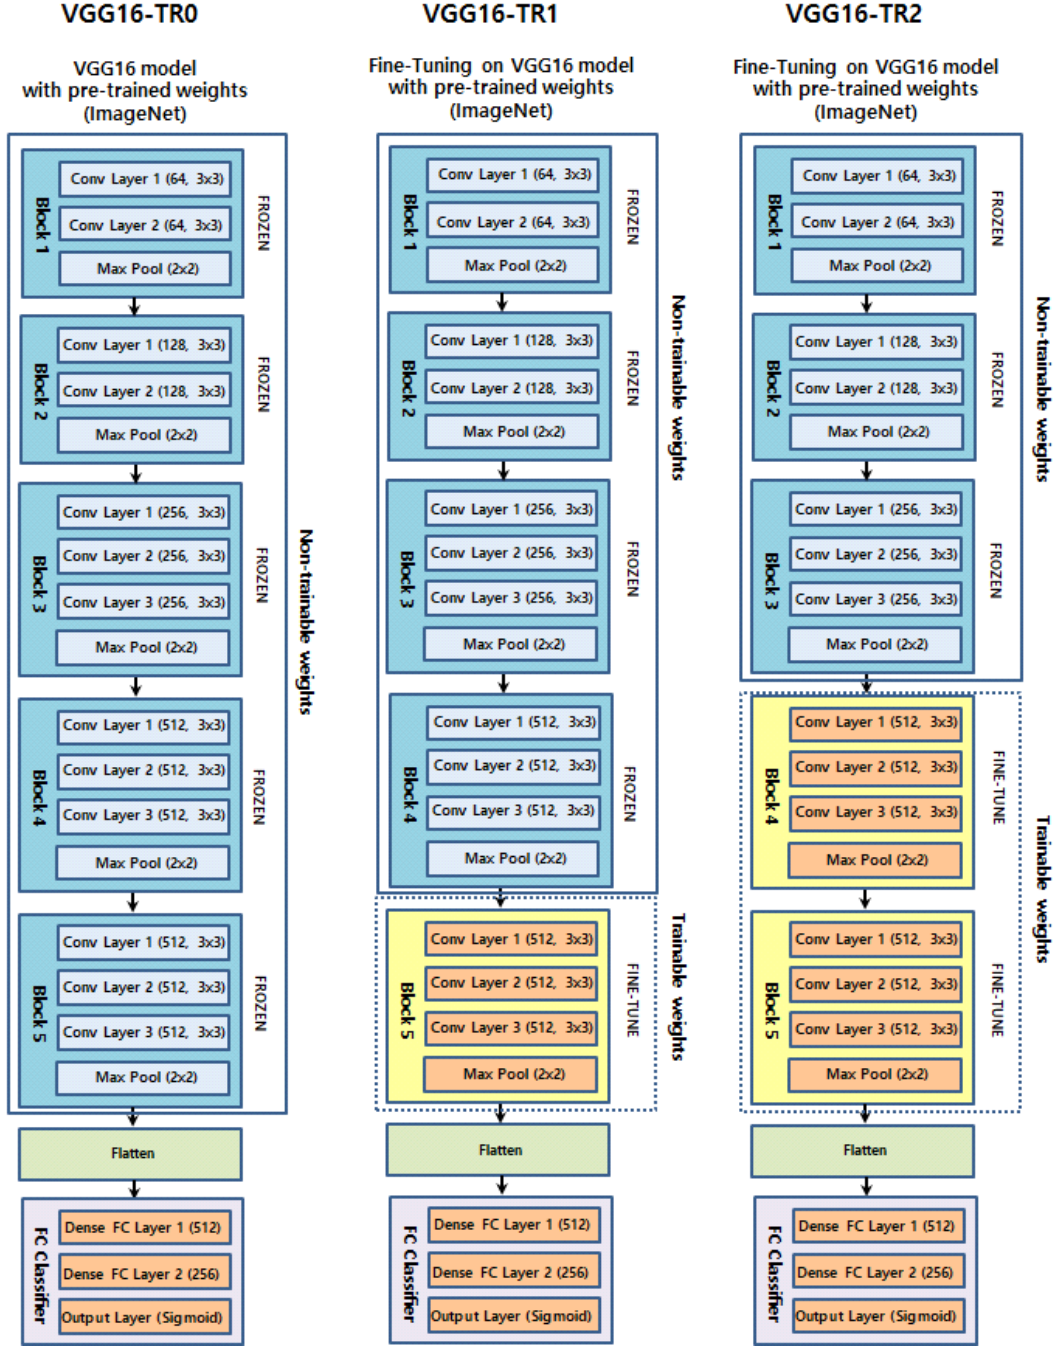 VGG16-TR0
VGG16 model
with pre-trained weights
(ImageNet)
Block 1
Conv Layer 1 (64, 3x3)
Conv Layer 2 (64, 3x3)
Max Pool (2x2)
FROZEN
Block 2
Conv Layer 1 (128, 3x3)
Conv Layer 2 (128, 3x3)
Max Pool (2x2)
FROZEN
Block 3
Conv Layer 1 (256, 3x3)
Conv Layer 2 (256, 3x3)
Conv Layer 3 (256, 3x3)
Max Pool (2x2)
FROZEN
Block 4
Conv Layer 1 (512, 3x3)
Conv Layer 2 (512, 3x3)
Conv Layer 3 (512, 3x3)
Max Pool (2x2)
FROZEN
Block 5
Conv Layer 1 (512, 3x3)
Conv Layer 2 (512, 3x3)
Conv Layer 3 (512, 3x3)
Max Pool (2x2)
FROZEN
Non-trainable weights
Flatten
FC Classifier
Dense FC Layer 1 (512)
Dense FC Layer 2 (256)
Output Layer (Sigmoid)
VGG16-TR1
Fine-Tuning on VGG16 model
with pre-trained weights
(ImageNet)
Block 1
Conv Layer 1 (64, 3x3)
Conv Layer 2 (64, 3x3)
Max Pool (2x2)
FROZEN
Block 2
Conv Layer 1 (128, 3x3)
Conv Layer 2 (128, 3x3)
Max Pool (2x2)
FROZEN
Block 3
Conv Layer 1 (256, 3x3)
Conv Layer 2 (256, 3x3)
Conv Layer 3 (256, 3x3)
Max Pool (2x2)
FROZEN
Block 4
Conv Layer 1 (512, 3x3)
Conv Layer 2 (512, 3x3)
Conv Layer 3 (512, 3x3)
Max Pool (2x2)
FROZEN
Non-trainable weights
Block 5
Conv Layer 1 (512, 3x3)
Conv Layer 2 (512, 3x3)
Conv Layer 3 (512, 3x3)
Max Pool (2x2)
FINE-TUNE
Trainable weights
Flatten
FC Classifier
Dense FC Layer 1 (512)
Dense FC Layer 2 (256)
Output Layer (Sigmoid)
VGG16-TR2
Fine-Tuning on VGG16 model
with pre-trained weights
(ImageNet)
Block 1
Conv Layer 1 (64, 3x3)
Conv Layer 2 (64, 3x3)
Max Pool (2x2)
FROZEN
Block 2
Conv Layer 1 (128, 3x3)
Conv Layer 2 (128, 3x3)
Max Pool (2x2)
FROZEN
Block 3
Conv Layer 1 (256, 3x3)
Conv Layer 2 (256, 3x3)
Conv Layer 3 (256, 3x3)
Max Pool (2x2)
FROZEN
Non-trainable weights
Block 4
Conv Layer 1 (512, 3x3)
Conv Layer 2 (512, 3x3)
Conv Layer 3 (512, 3x3)
Max Pool (2x2)
FINE-TUNE
Block 5
Conv Layer 1 (512, 3x3)
Conv Layer 2 (512, 3x3)
Conv Layer 3 (512, 3x3)
Max Pool (2x2)
FINE-TUNE
Trainable weights
Flatten
FC Classifier
Dense FC Layer 1 (512)
Dense FC Layer 2 (256)
Output Layer (Sigmoid)